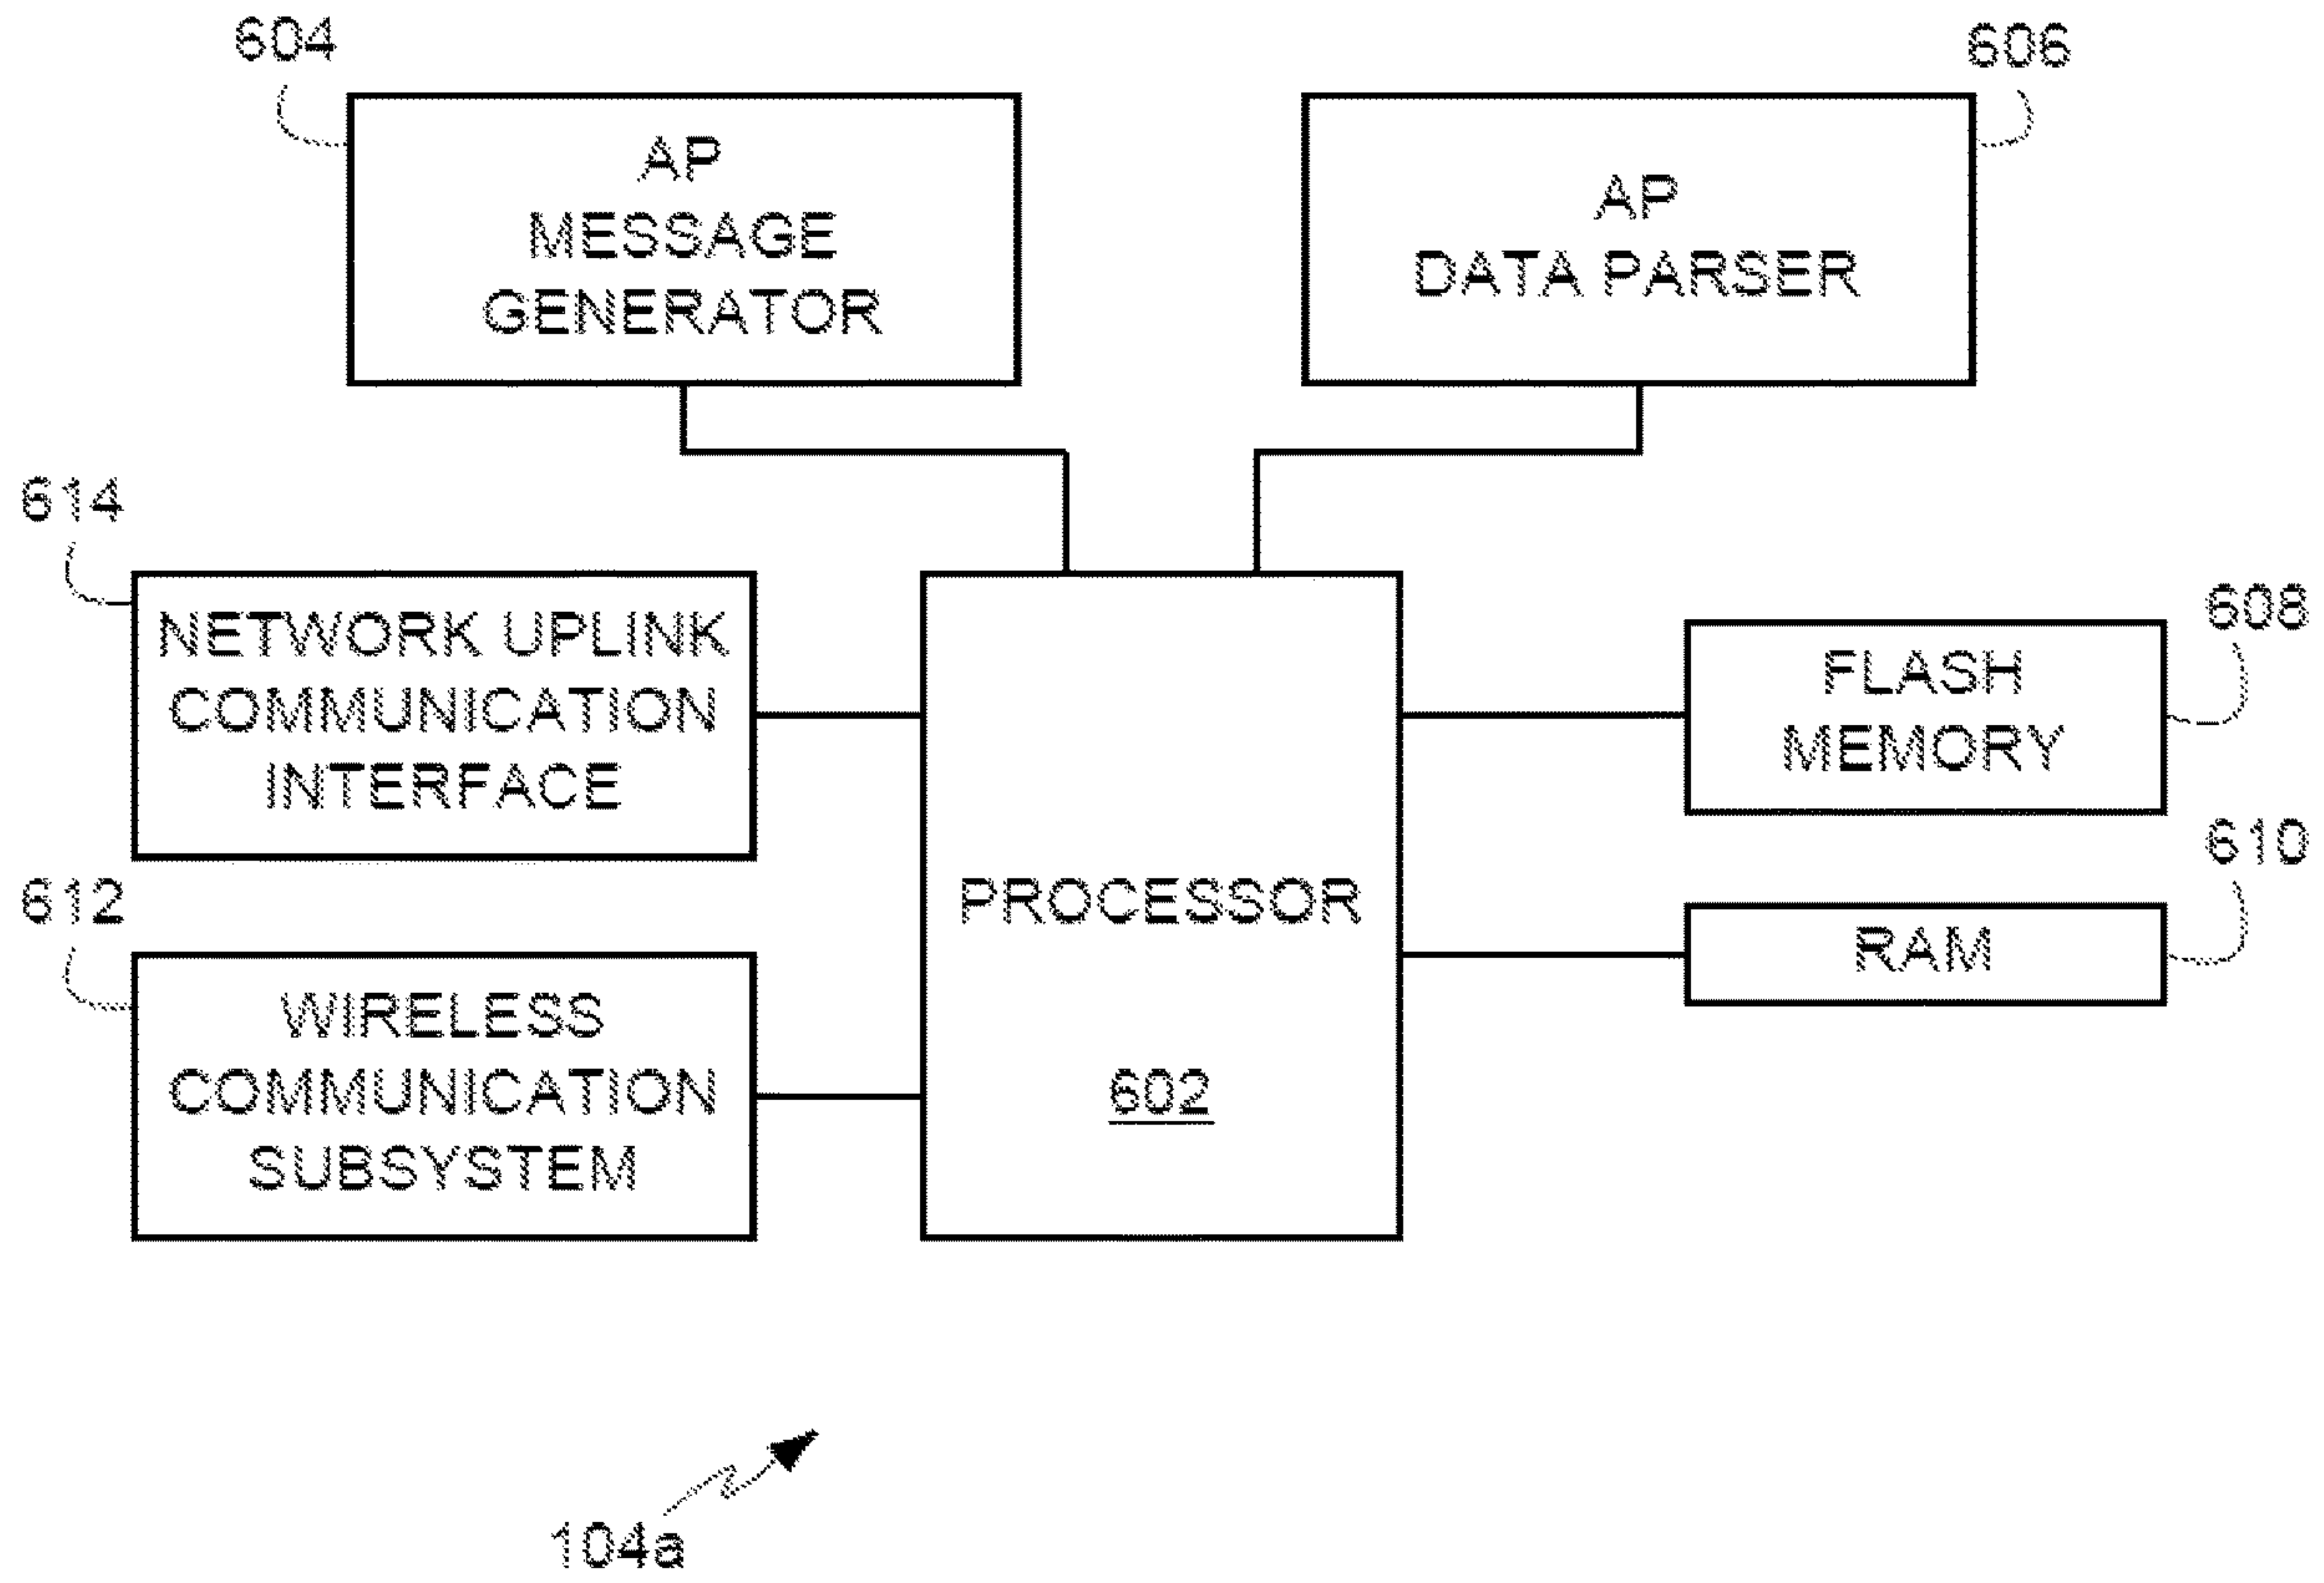 604
AP
MESSAGE
GENERATOR
606
AP
DATA PARSER
614
NETWORK UPLINK
COMMUNICATION
INTERFACE
612
WIRELESS
COMMUNICATION
SUBSYSTEM
PROCESSOR
602
608
FLASH
MEMORY
610
RAM
104a